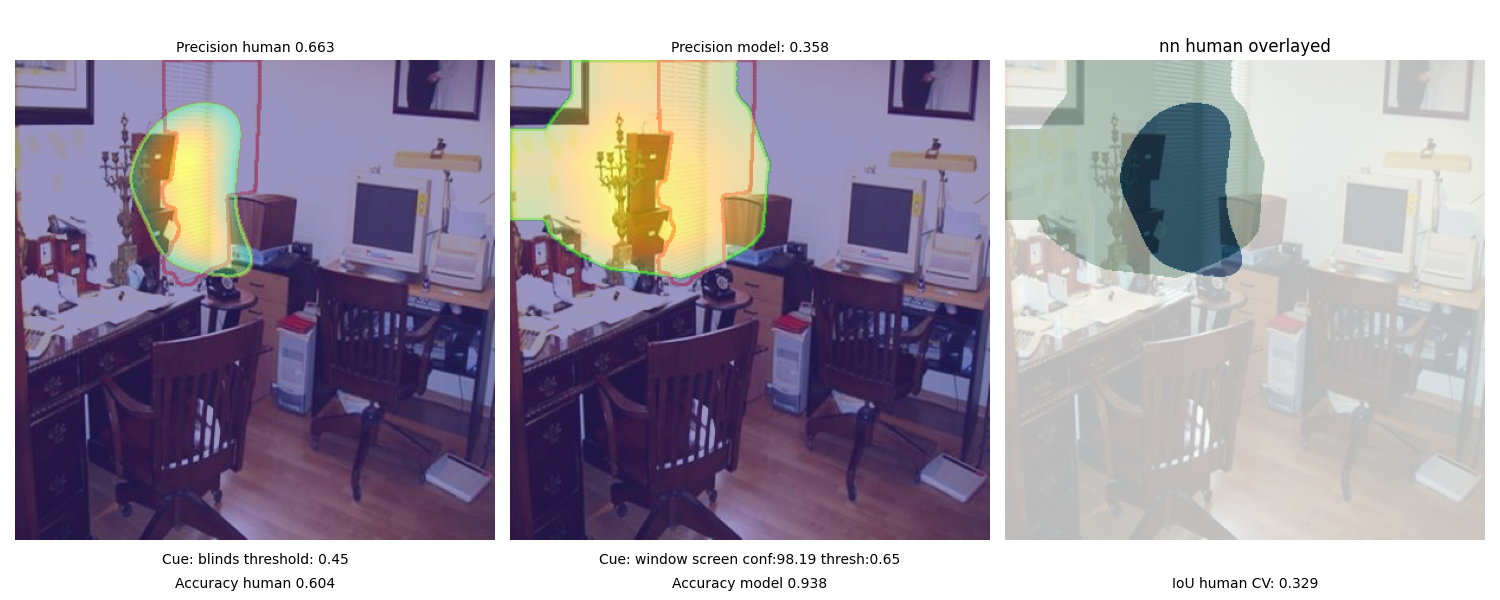 Precision human 0.663
Precision model: 0.358
nn human overlayed
Cue: blinds threshold: 0.45
Cue: window screen conf:98.19 thresh:0.65
Accuracy human 0.604
Accuracy model 0.938
IoU human CV: 0.329